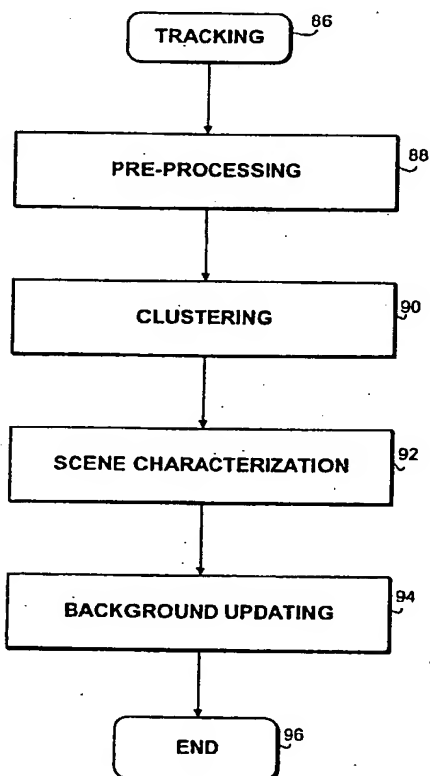 TRACKING 86
PRE-PROCESSING 88
CLUSTERING 90
SCENE CHARACTERIZATION 92
BACKGROUND UPDATING 94
END 96